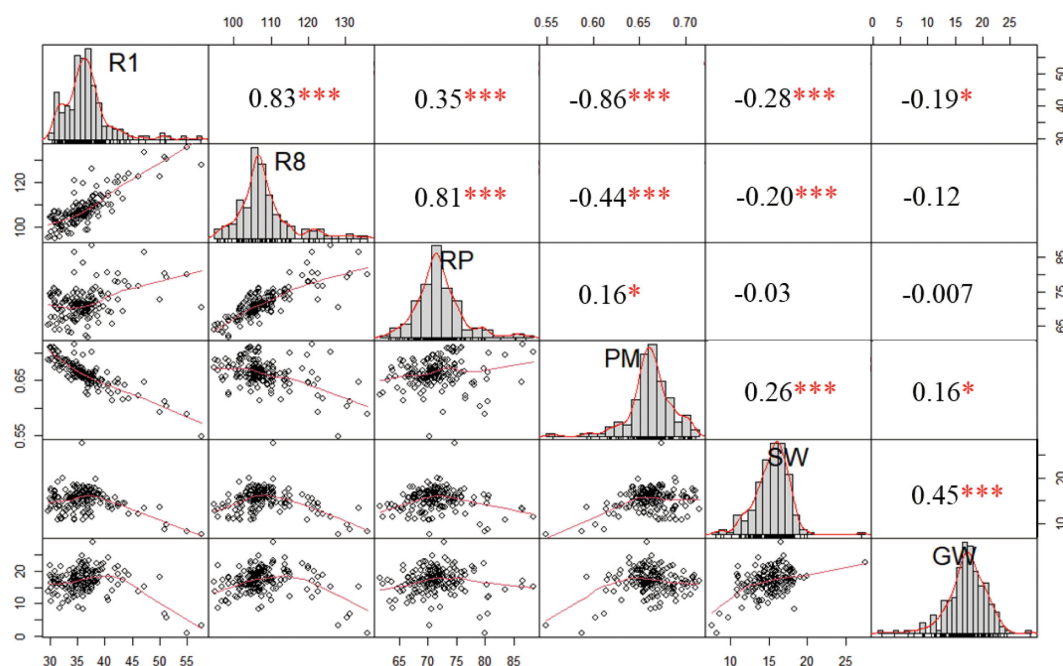 100 110 120 130 0.55 0.60 0.65 0.70 0 5 10 15 20 25
R1 0.83*** 0.35*** -0.86*** -0.28*** -0.19* 30 40 50 60
100 120 R8 0.81*** -0.44*** -0.20*** -0.12
RP 0.16* -0.03 -0.007 65 75 85
0.55 0.65 PM 0.26*** 0.16*
SW 0.45*** 10 20
0 10 20 GW
30 35 40 45 50 55 65 70 75 80 85 10 15 20 25